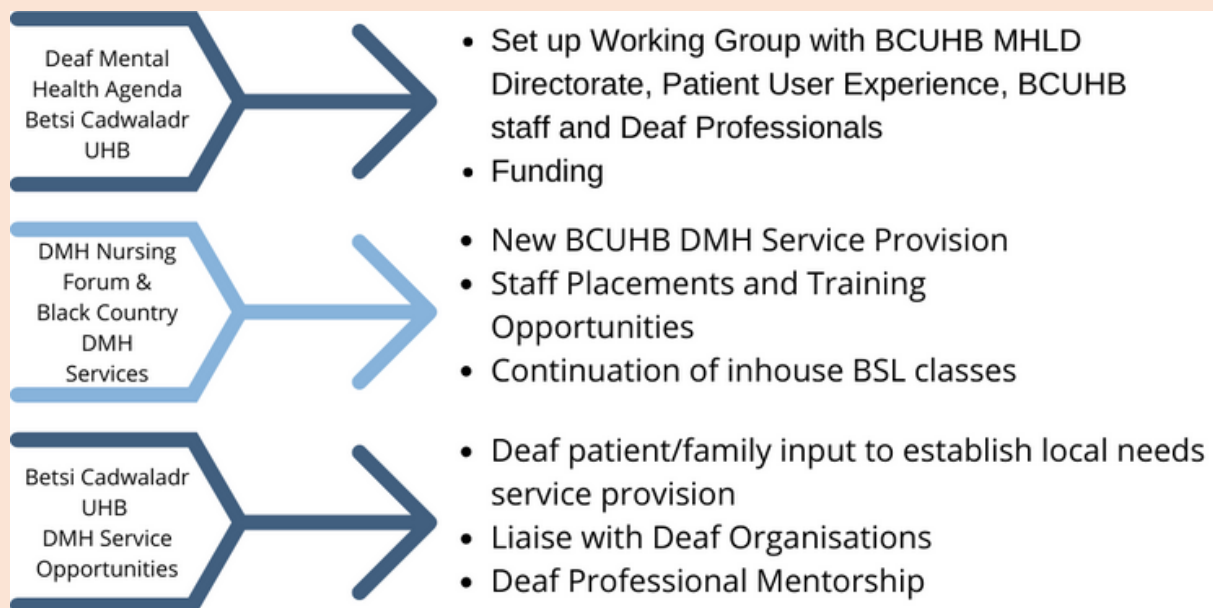 Deaf Mental
Health Agenda
Betsi Cadwaladr
UHB
• Set up Working Group with BCUHB MHLD
Directorate, Patient User Experience, BCUHB
staff and Deaf Professionals
• Funding
DMH Nursing
Forum &
Black Country
DMH
Services
• New BCUHB DMH Service Provision
• Staff Placements and Training
Opportunities
• Continuation of inhouse BSL classes
Betsi Cadwaladr
UHB
DMH Service
Opportunities
• Deaf patient/family input to establish local needs
service provision
• Liaise with Deaf Organisations
• Deaf Professional Mentorship